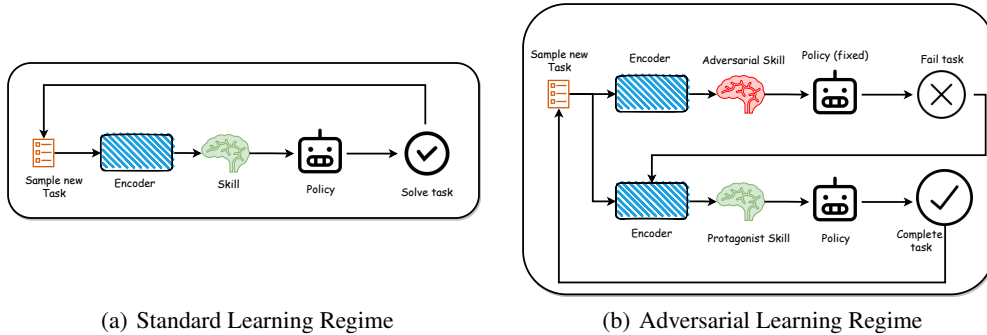 Sample new
Task
Encoder
Skill
Policy
Solve task
(a) Standard Learning Regime
Sample new
Task
Encoder
Adversarial Skill
Policy (fixed)
Fail task
Encoder
Protagonist Skill
Policy
Complete
task
(b) Adversarial Learning Regime